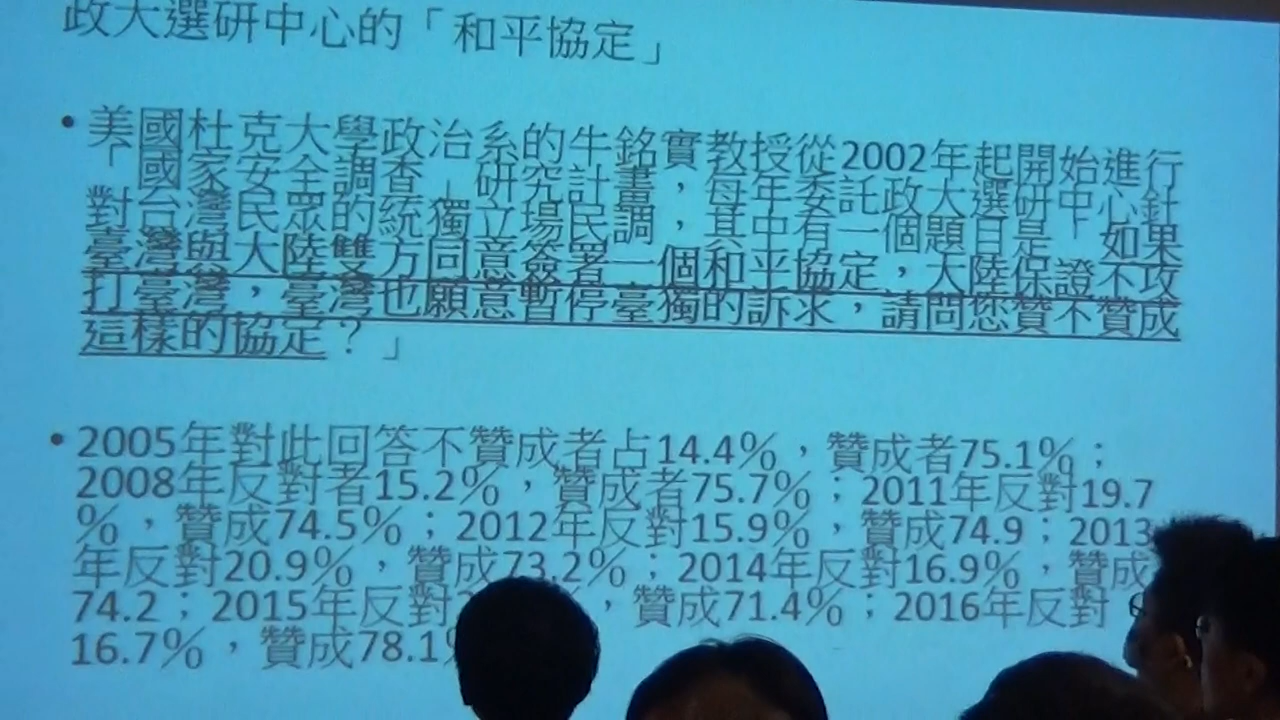 政大選研中心的「和平協定」
• 美國杜克大學政治系的牛銘實教授從2002年起開始進行
「國家安全調查」研究計畫，每年委託政大選研中心針
對台灣民眾的統獨立場民調，其中有一個題目是「如果
臺灣與大陸雙方同意簽署一個和平協定，大陸保證不攻
打臺灣，臺灣也願意暫停臺獨的訴求，請問您贊不贊成
這樣的協定？」
• 2005年對此回答不贊成者占14.4%，贊成者75.1%；
2008年反對者15.2%，贊成者75.7%；2011年反對19.7
%，贊成74.5%；2012年反對15.9%，贊成74.9；2013
年反對20.9%，贊成73.2%；2014年反對16.9%，贊成
74.2；2015年反對 %，贊成71.4%；2016年反對
16.7%，贊成78.1